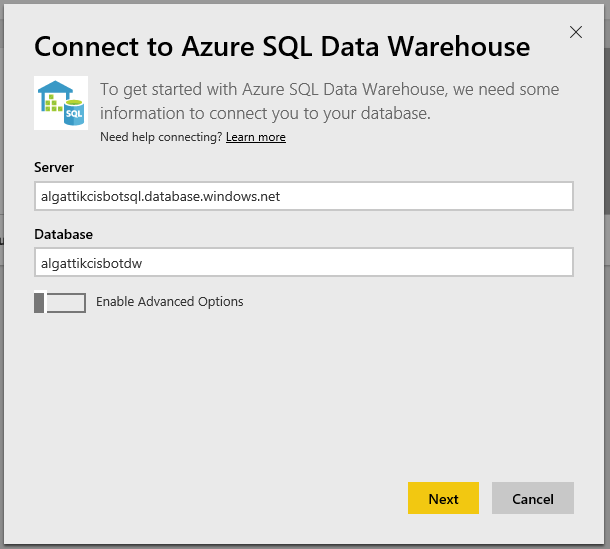 Connect to Azure SQL Data Warehouse
SQL
To get started with Azure SQL Data Warehouse, we need some
information to connect you to your database.
Need help connecting? Learn more
Server
algattikcisbotsql.database.windows.net
Database
algattikcisbotdw
Enable Advanced Options
Next
Cancel